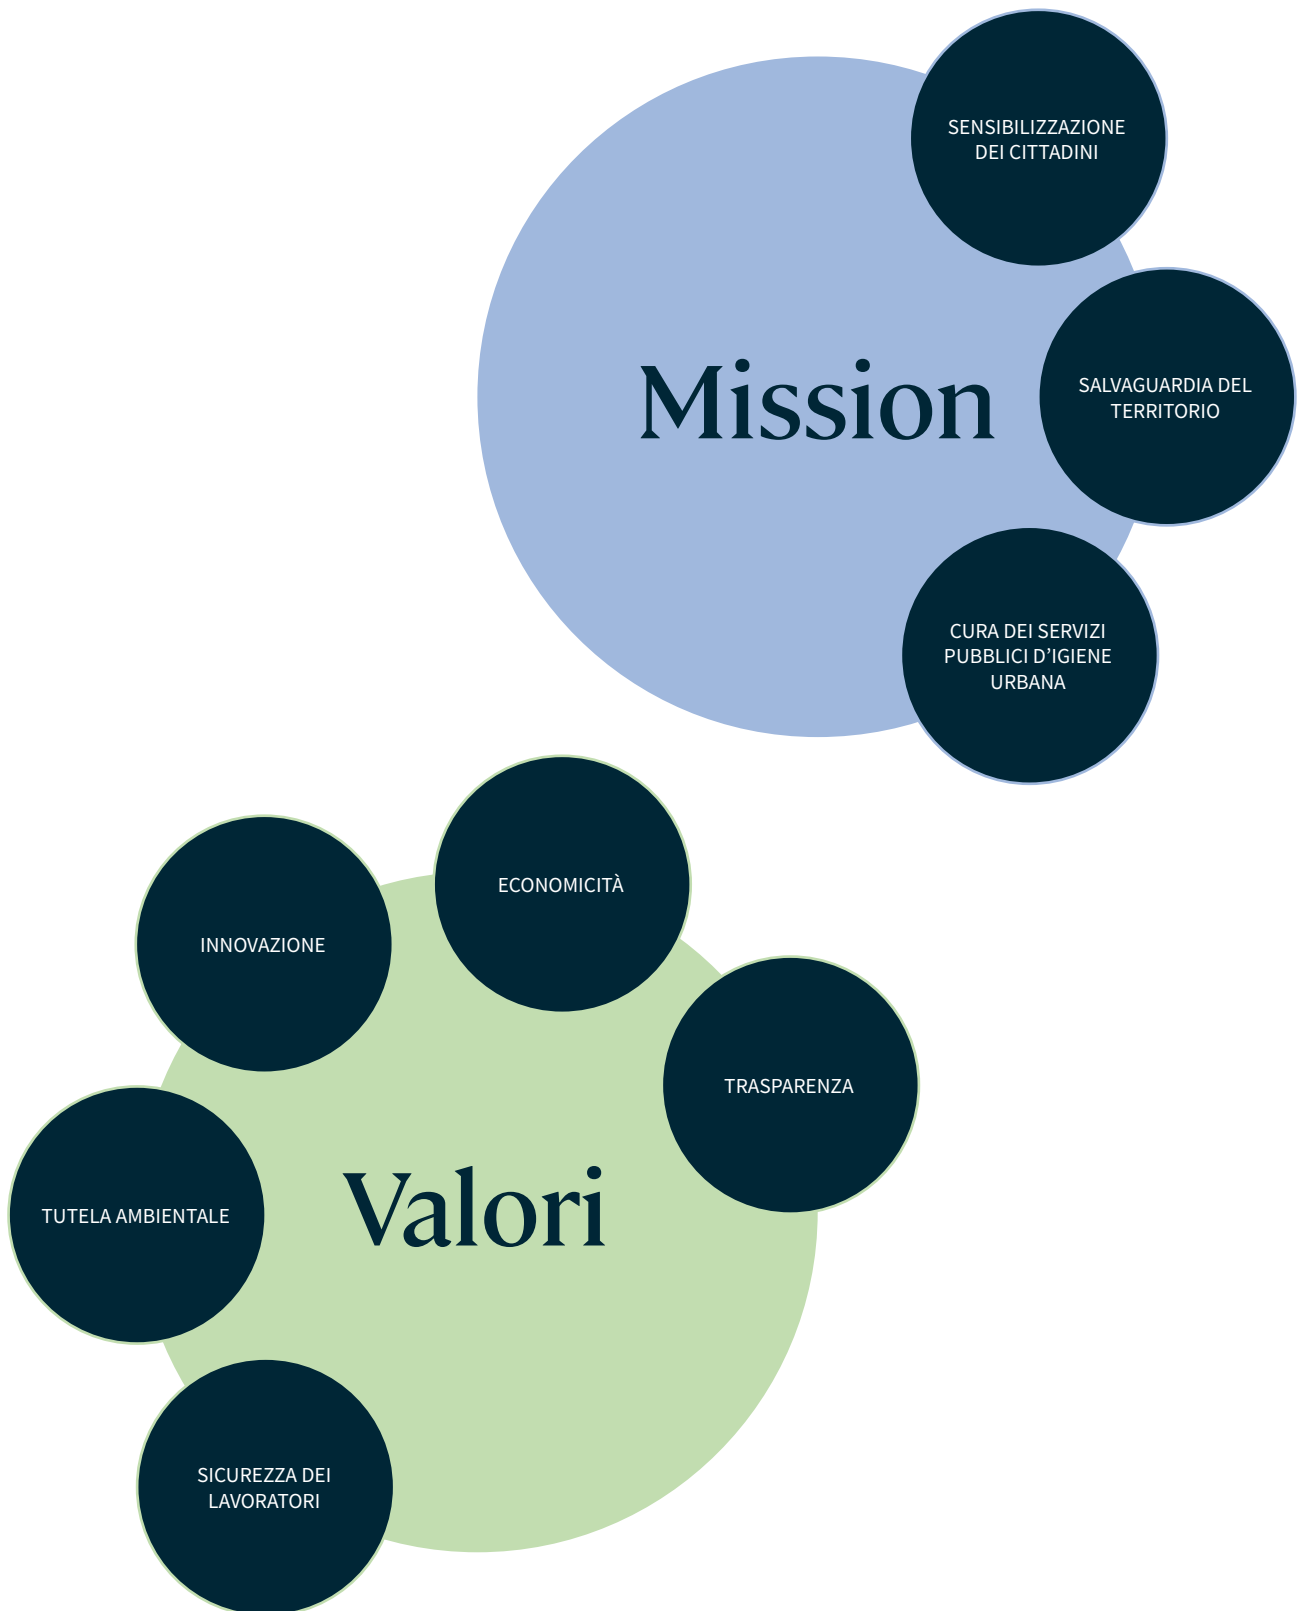 SENSIBILIZZAZIONE
DEI CITTADINI
Mission
SALVAGUARDIA DEL
TERRITORIO
CURA DEI SERVIZI
PUBBLICI D’IGIENE
URBANA
ECONOMICITÀ
INNOVAZIONE
TRASPARENZA
TUTELA AMBIENTALE
Valori
SICUREZZA DEI
LAVORATORI